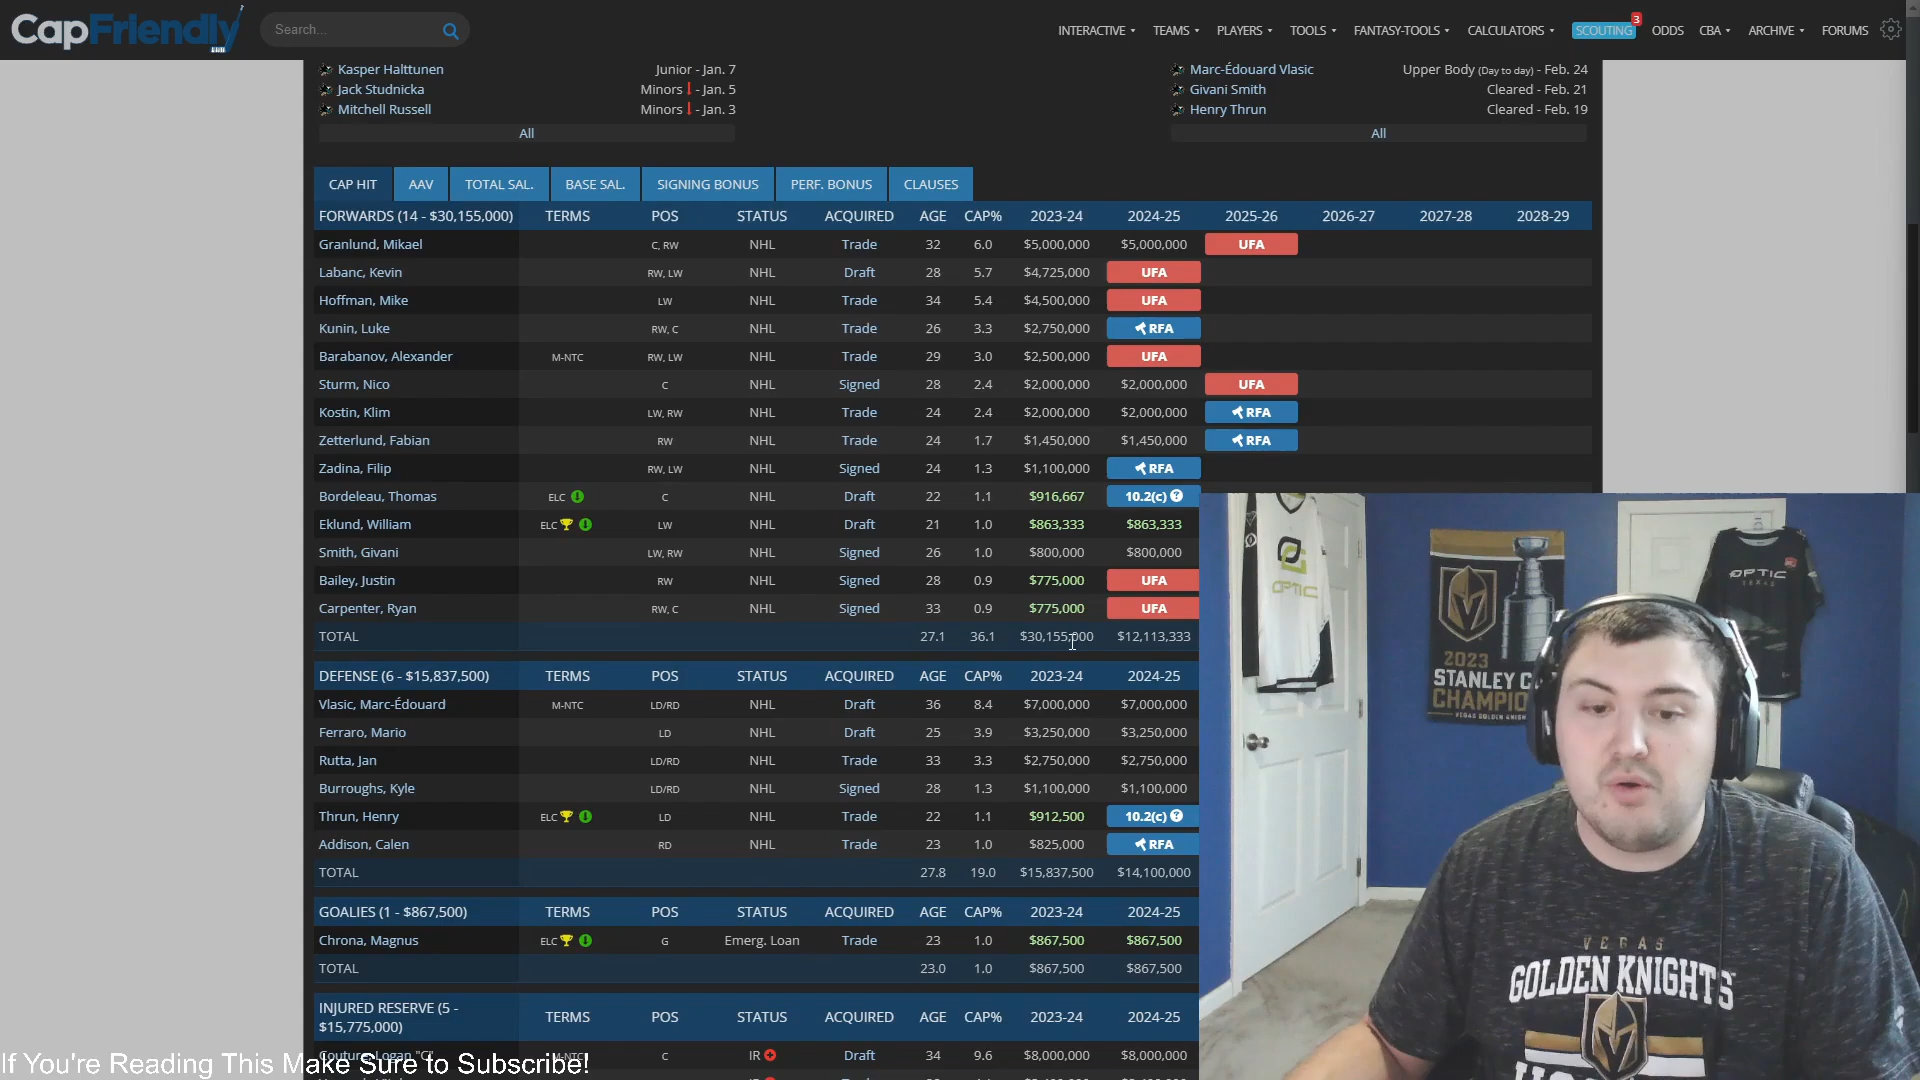 CapFriendly
Search...
INTERACTIVE TEAMS PLAYERS TOOLS FANTASY-TOOLS CALCULATORS SCOUTING 3 ODDS CBA ARCHIVE FORUMS
Kasper Halttunen Junior - Jan. 7
Jack Studnicka Minors - Jan. 5
Mitchell Russell Minors - Jan. 3
All
Marc-Édouard Vlasic Upper Body (Day to day) - Feb. 24
Givani Smith Cleared - Feb. 21
Henry Thrun Cleared - Feb. 19
All
CAP HIT AAV TOTAL SAL. BASE SAL. SIGNING BONUS PERF. BONUS CLAUSES
FORWARDS (14 - $30,155,000) TERMS POS STATUS ACQUIRED AGE CAP% 2023-24 2024-25 2025-26 2026-27 2027-28 2028-29
Granlund, Mikael C, RW NHL Trade 32 6.0 $5,000,000 $5,000,000 UFA
Labanc, Kevin RW, LW NHL Draft 28 5.7 $4,725,000 UFA
Hoffman, Mike LW NHL Trade 34 5.4 $4,500,000 UFA
Kunin, Luke RW, C NHL Trade 26 3.3 $2,750,000 RFA
Barabanov, Alexander M-NTC RW, LW NHL Trade 29 3.0 $2,500,000 UFA
Sturm, Nico C NHL Signed 28 2.4 $2,000,000 $2,000,000 UFA
Kostin, Klim LW, RW NHL Trade 24 2.4 $2,000,000 $2,000,000 RFA
Zetterlund, Fabian RW NHL Trade 24 1.7 $1,450,000 $1,450,000 RFA
Zadina, Filip RW, LW NHL Signed 24 1.3 $1,100,000 RFA
Bordeleau, Thomas ELC C NHL Draft 22 1.1 $916,667 10.2(c)
Eklund, William ELC LW NHL Draft 21 1.0 $863,333 $863,333
Smith, Givani LW, RW NHL Signed 26 1.0 $800,000 $800,000
Bailey, Justin RW NHL Signed 28 0.9 $775,000 UFA
Carpenter, Ryan RW, C NHL Signed 33 0.9 $775,000 UFA
TOTAL 27.1 36.1 $30,155,000 $12,113,333
DEFENSE (6 - $15,837,500) TERMS POS STATUS ACQUIRED AGE CAP% 2023-24 2024-25
Vlasic, Marc-Édouard M-NTC LD/RD NHL Draft 36 8.4 $7,000,000 $7,000,000
Ferraro, Mario LD NHL Draft 25 3.9 $3,250,000 $3,250,000
Rutta, Jan LD/RD NHL Trade 33 3.3 $2,750,000 $2,750,000
Burroughs, Kyle LD/RD NHL Signed 28 1.3 $1,100,000 $1,100,000
Thrun, Henry ELC LD NHL Trade 22 1.1 $912,500 10.2(c)
Addison, Calen RD NHL Trade 23 1.0 $825,000 RFA
TOTAL 27.8 19.0 $15,837,500 $14,100,000
GOALIES (1 - $867,500) TERMS POS STATUS ACQUIRED AGE CAP% 2023-24 2024-25
Chrona, Magnus ELC G Emerg. Loan Trade 23 1.0 $867,500 $867,500
TOTAL 23.0 1.0 $867,500 $867,500
INJURED RESERVE (5 -
$15,775,000) TERMS POS STATUS ACQUIRED AGE CAP% 2023-24 2024-25
Couture, Logan "C" M-NTC C IR Draft 34 9.6 $8,000,000 $8,000,000
If You're Reading This Make Sure to Subscribe!
OPTIC
2023
STANLEY C
CHAMPIO
VEGAS GOLDEN KNIGHTS
OPTIC
TEXAS
VEGAS
GOLDEN KNIGHTS